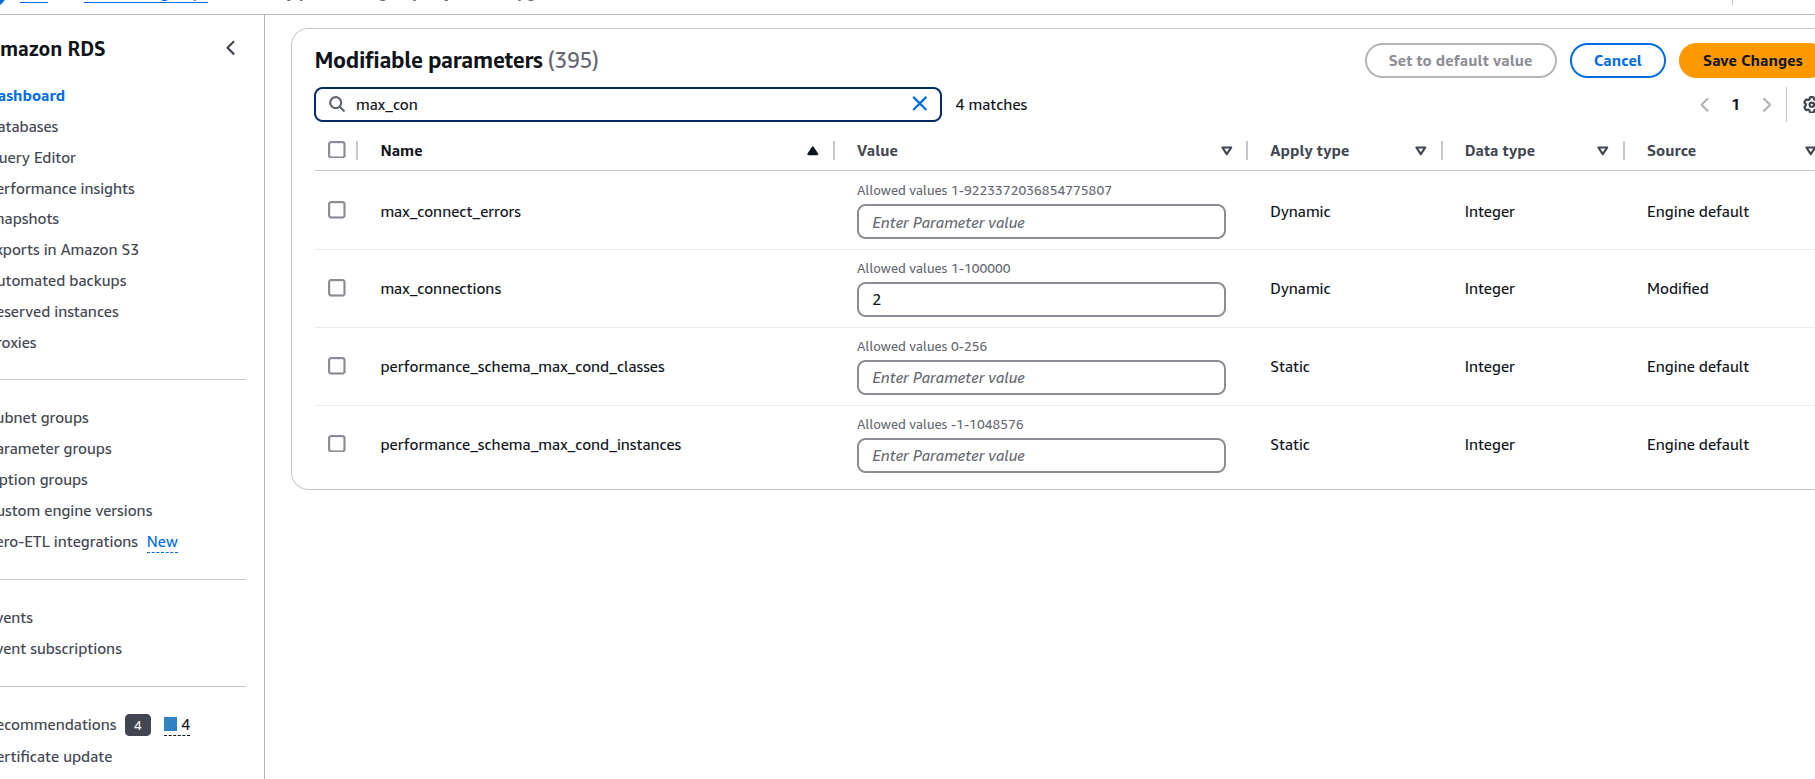 mazon RDS
ashboard
atabases
uery Editor
erformance insights
napshots
xports in Amazon S3
utomated backups
eserved instances
roxies
ubnet groups
arameter groups
ption groups
ustom engine versions
ero-ETL integrations New
vents
vent subscriptions
ecommendations 4 4
ertificate update
Modifiable parameters (395)
Set to default value Cancel Save Changes
max_con 4 matches 1
Name Value Apply type Data type Source
Allowed values 1-9223372036854775807
max_connect_errors Enter Parameter value Dynamic Integer Engine default
Allowed values 1-100000
max_connections 2 Dynamic Integer Modified
Allowed values 0-256
performance_schema_max_cond_classes Enter Parameter value Static Integer Engine default
Allowed values -1-1048576
performance_schema_max_cond_instances Enter Parameter value Static Integer Engine default